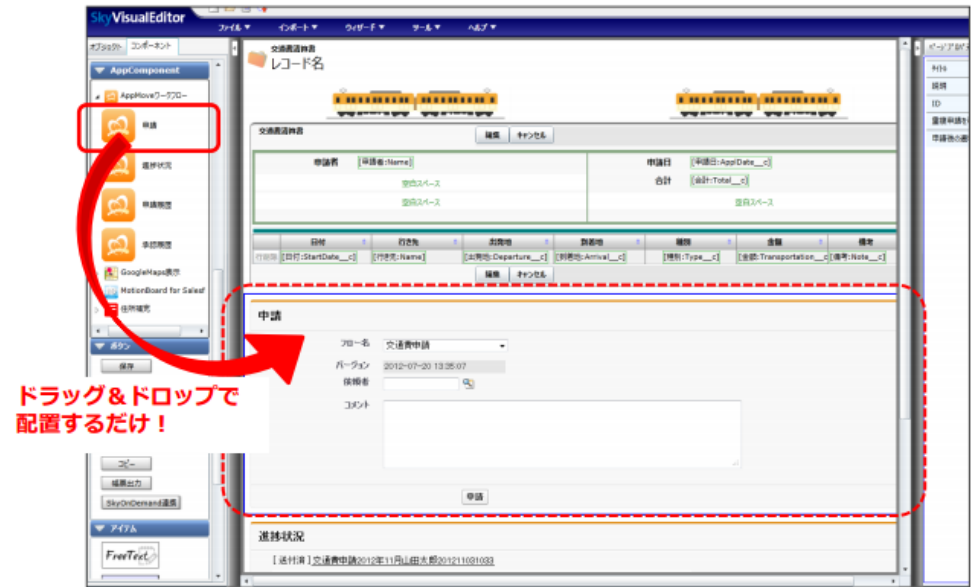 SkyVisualEditor
ファイル インポート ウィザード ツール ヘルプ
オブジェクト コンポーネント
AppComponent
AppMoveワークフロー
申請
進捗状況
申請履歴
承認履歴
GoogleMaps表示
MotionBoard for Salesf
住所補完
ボタン
保存
ドラッグ&ドロップで
配置するだけ！
コピー
帳票出力
SkyOnDemand連携
アイテム
FreeText
交通費清算書
レコード名
交通費清算書 編集 キャンセル
申請者 [申請者:Name] 申請日 [申請日:ApplDate__c]
空白スペース 合計 [合計:Total__c]
空白スペース 空白スペース
日付 行き先 出発地 到着地 種別 金額 備考
行削除 [日付:StartDate__c] [行き先:Name] [出発地:Departure__c] [到着地:Arrival__c] [種別:Type__c] [金額:Transportation__c] [備考:Note__c]
編集 キャンセル
申請
フロー名 交通費申請
バージョン 2012-07-20 13:35:07
依頼者
コメント
申請
進捗状況
[送付済] 交通費申請2012年11月山田太郎201211031033
タイトル
説明
ID